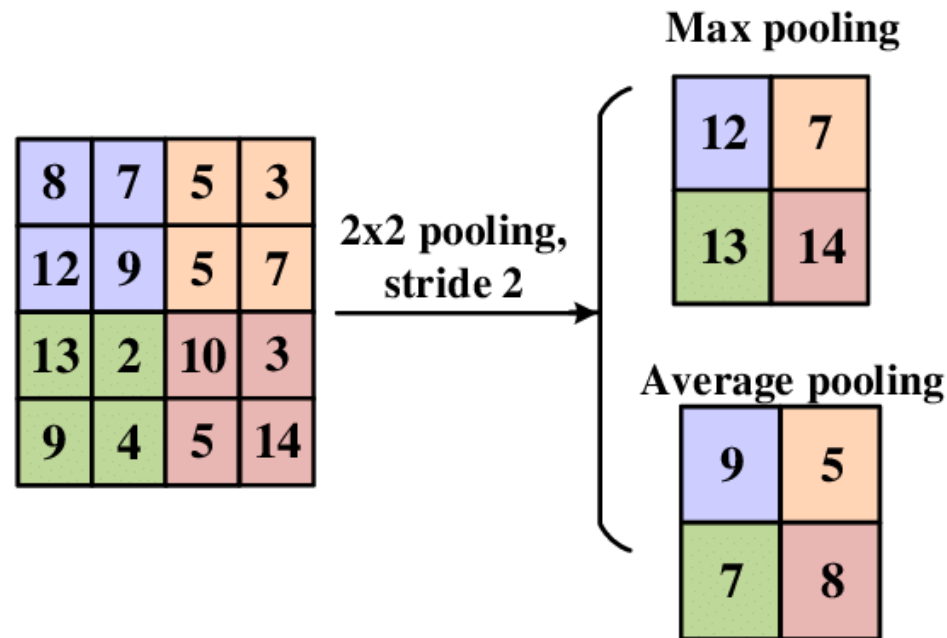 8 7 5 3
12 9 5 7
13 2 10 3
9 4 5 14
2x2 pooling,
stride 2
Max pooling
12 7
13 14
Average pooling
9 5
7 8